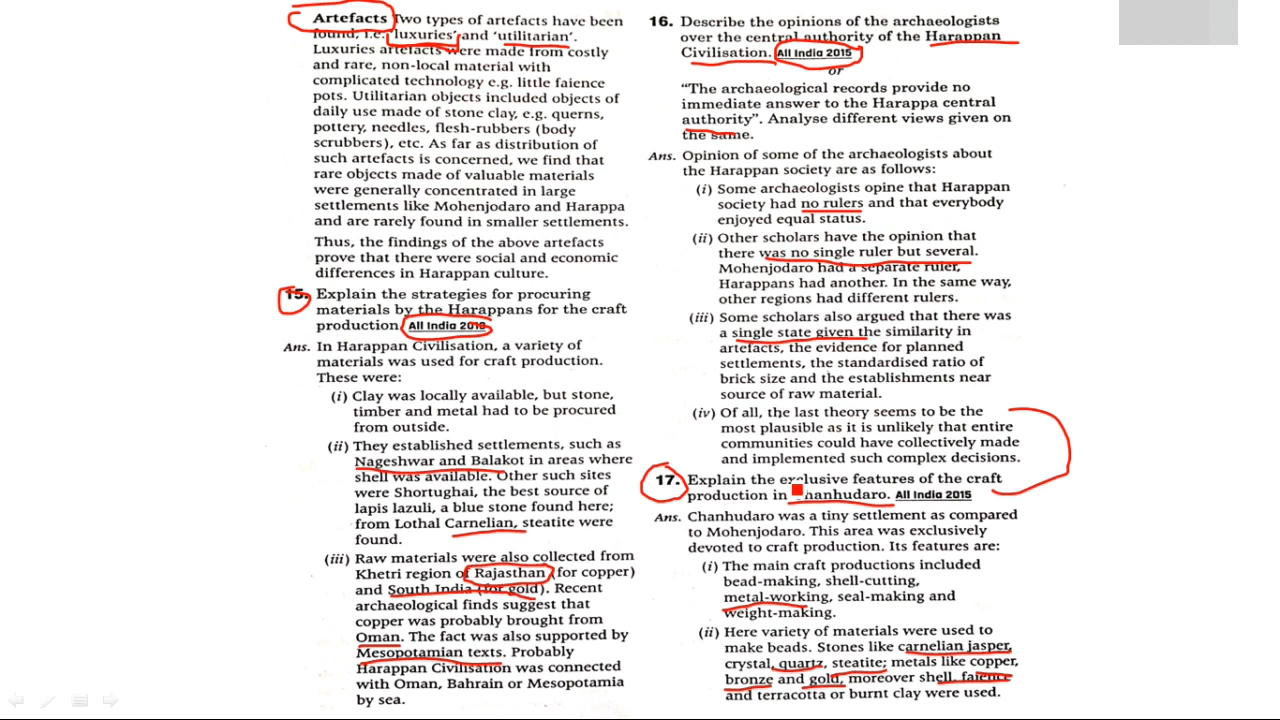 Artefacts Two types of artefacts have been
found, i.e. 'luxuries' and 'utilitarian'.
Luxuries artefacts were made from costly
and rare, non-local material with
complicated technology e.g. little faience
pots. Utilitarian objects included objects of
daily use made of stone clay, e.g. querns,
pottery, needles, flesh-rubbers (body
scrubbers), etc. As far as distribution of
such artefacts is concerned, we find that
rare objects made of valuable materials
were generally concentrated in large
settlements like Mohenjodaro and Harappa
and are rarely found in smaller settlements.
Thus, the findings of the above artefacts
prove that there were social and economic
differences in Harappan culture.
15. Explain the strategies for procuring
materials by the Harappans for the craft
production. All India 2016
Ans. In Harappan Civilisation, a variety of
materials was used for craft production.
These were:
(i) Clay was locally available, but stone,
timber and metal had to be procured
from outside.
(ii) They established settlements, such as
Nageshwar and Balakot in areas where
shell was available. Other such sites
were Shortughai, the best source of
lapis lazuli, a blue stone found here;
from Lothal Carnelian, steatite were
found.
(iii) Raw materials were also collected from
Khetri region of Rajasthan (for copper)
and South India (for gold). Recent
archaeological finds suggest that
copper was probably brought from
Oman. The fact was also supported by
Mesopotamian texts. Probably
Harappan Civilisation was connected
with Oman, Bahrain or Mesopotamia
by sea.
16. Describe the opinions of the archaeologists
over the central authority of the Harappan
Civilisation. All India 2015
or
“The archaeological records provide no
immediate answer to the Harappa central
authority”. Analyse different views given on
the same.
Ans. Opinion of some of the archaeologists about
the Harappan society are as follows:
(i) Some archaeologists opine that Harappan
society had no rulers and that everybody
enjoyed equal status.
(ii) Other scholars have the opinion that
there was no single ruler but several.
Mohenjodaro had a separate ruler,
Harappans had another. In the same way,
other regions had different rulers.
(iii) Some scholars also argued that there was
a single state given the similarity in
artefacts, the evidence for planned
settlements, the standardised ratio of
brick size and the establishments near
source of raw material.
(iv) Of all, the last theory seems to be the
most plausible as it is unlikely that entire
communities could have collectively made
and implemented such complex decisions.
17. Explain the exclusive features of the craft
production in Chanhudaro. All India 2015
Ans. Chanhudaro was a tiny settlement as compared
to Mohenjodaro. This area was exclusively
devoted to craft production. Its features are:
(i) The main craft productions included
bead-making, shell-cutting,
metal-working, seal-making and
weight-making.
(ii) Here variety of materials were used to
make beads. Stones like carnelian jasper,
crystal, quartz, steatite; metals like copper,
bronze and gold, moreover shell, faience
and terracotta or burnt clay were used.